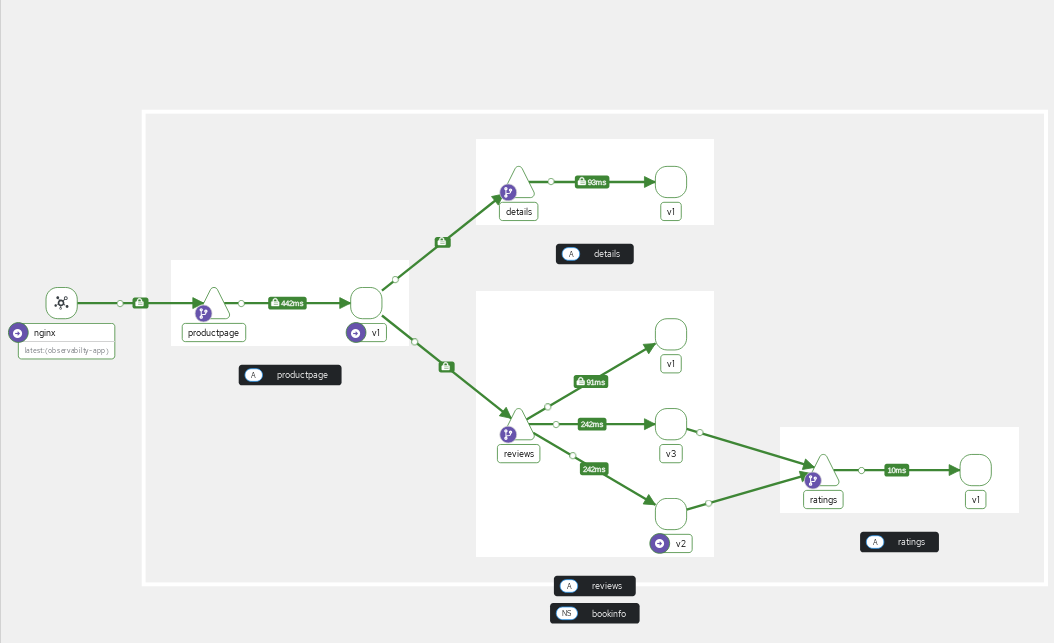 93ms
details
v1
A details
442ms
nginx
latest:(observabilty-app)
productpage
v1
A productpage
v1
91ms
242ms
reviews
v3
242ms
v2
10ms
ratings
v1
A ratings
A reviews
NS bookinfo